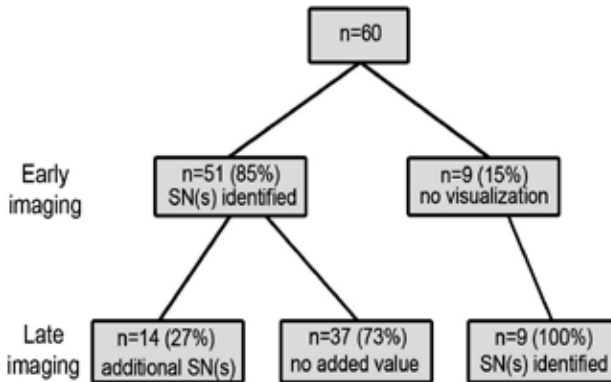 n=60
Early
imaging
n=51 (85%)
SN(s) identified
n=9 (15%)
no visualization
Late
imaging
n=14 (27%)
additional SN(s)
n=37 (73%)
no added value
n=9 (100%)
SN(s) identified